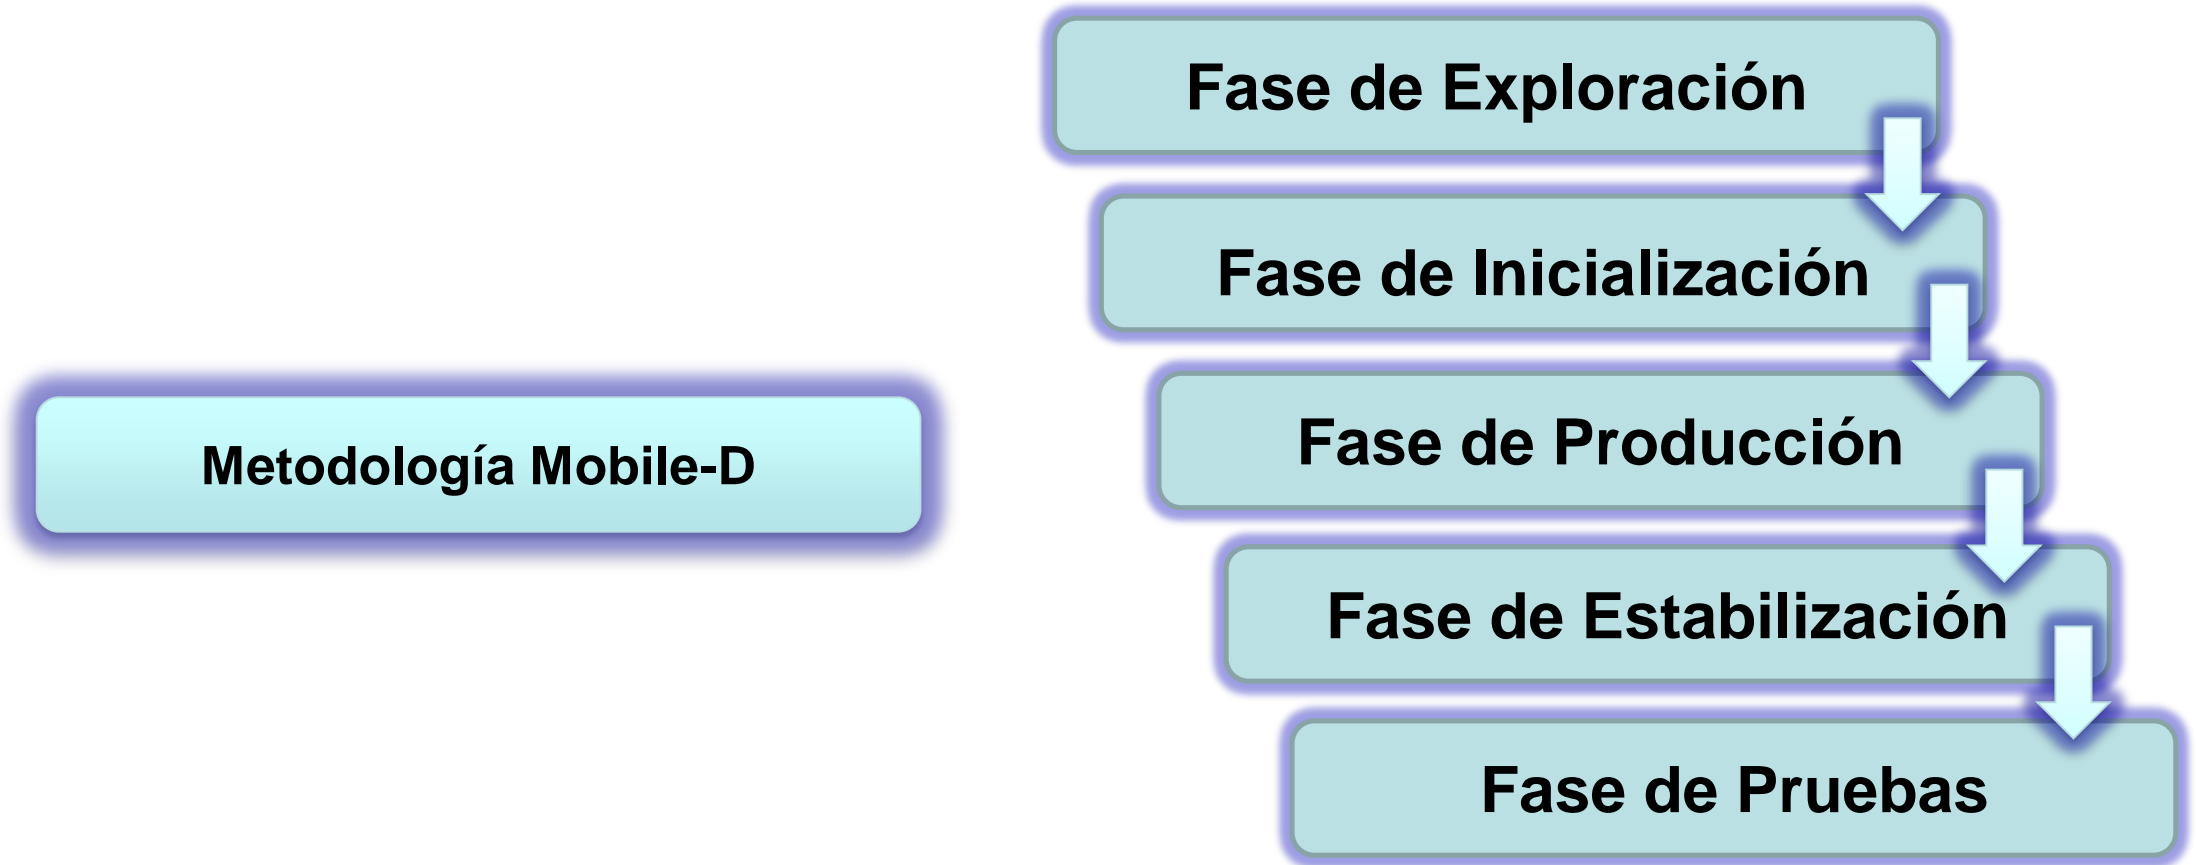 Fase de Exploración
Fase de Inicialización
Fase de Producción
Metodología Mobile-D
Fase de Estabilización
Fase de Pruebas